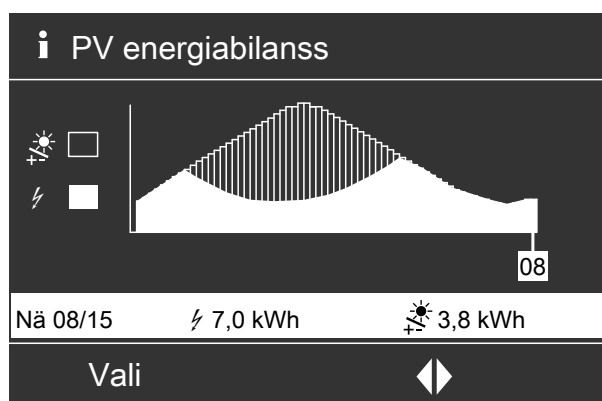 i PV energiabilanss
+-
08
Nä 08/15 7,0 kWh +- 3,8 kWh
Vali